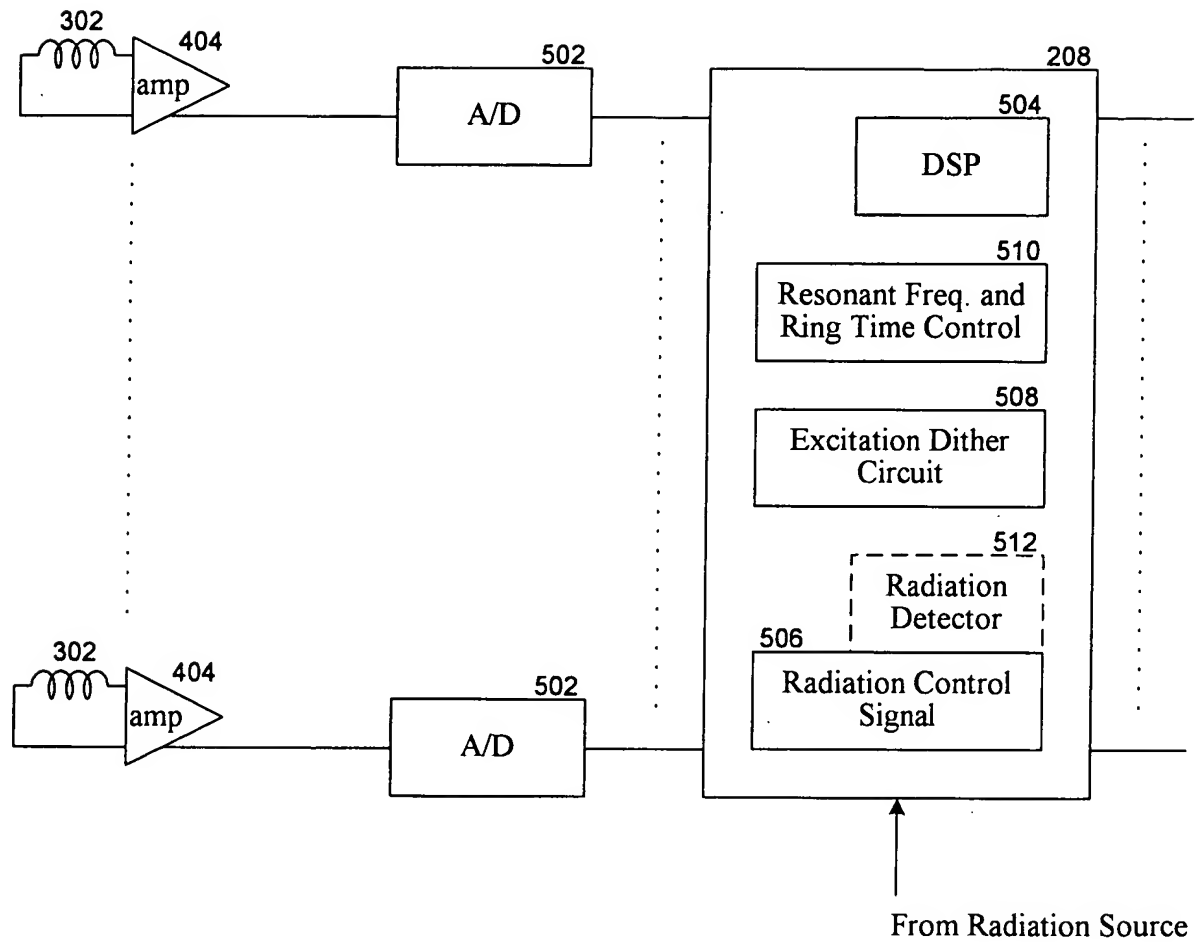 302
404
amp
502
A/D
208
504
DSP
510
Resonant Freq. and
Ring Time Control
508
Excitation Dither
Circuit
512
Radiation
Detector
506
Radiation Control
Signal
302
404
amp
502
A/D
From Radiation Source